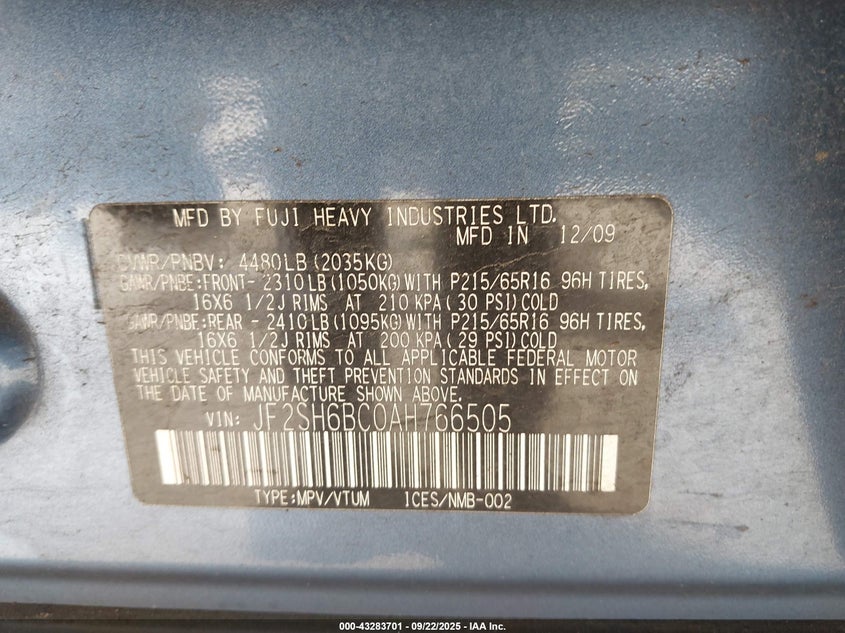 MFD BY FUJI HEAVY INDUSTRIES LTD.
MFD IN 12/09
GVWR/PNBV: 4480LB (2035KG)
GAWR/PNBE:FRONT- 2310LB (1050KG) WITH P215/65R16 96H TIRES,
16X6 1/2J RIMS AT 210 KPA (30 PSI) COLD
GAWR/PNBE:REAR - 2410LB (1095KG) WITH P215/65R16 96H TIRES,
16X6 1/2J RIMS AT 200 KPA (29 PSI) COLD
THIS VEHICLE CONFORMS TO ALL APPLICABLE FEDERAL MOTOR
VEHICLE SAFETY AND THEFT PREVENTION STANDARDS IN EFFECT ON
THE DATE OF MANUFACTURE SHOWN ABOVE.
VIN: JF2SH6BC0AH766505
TYPE:MPV/VTUM ICES/NMB-002
000-43283701 - 09/22/2025 - IAA Inc.